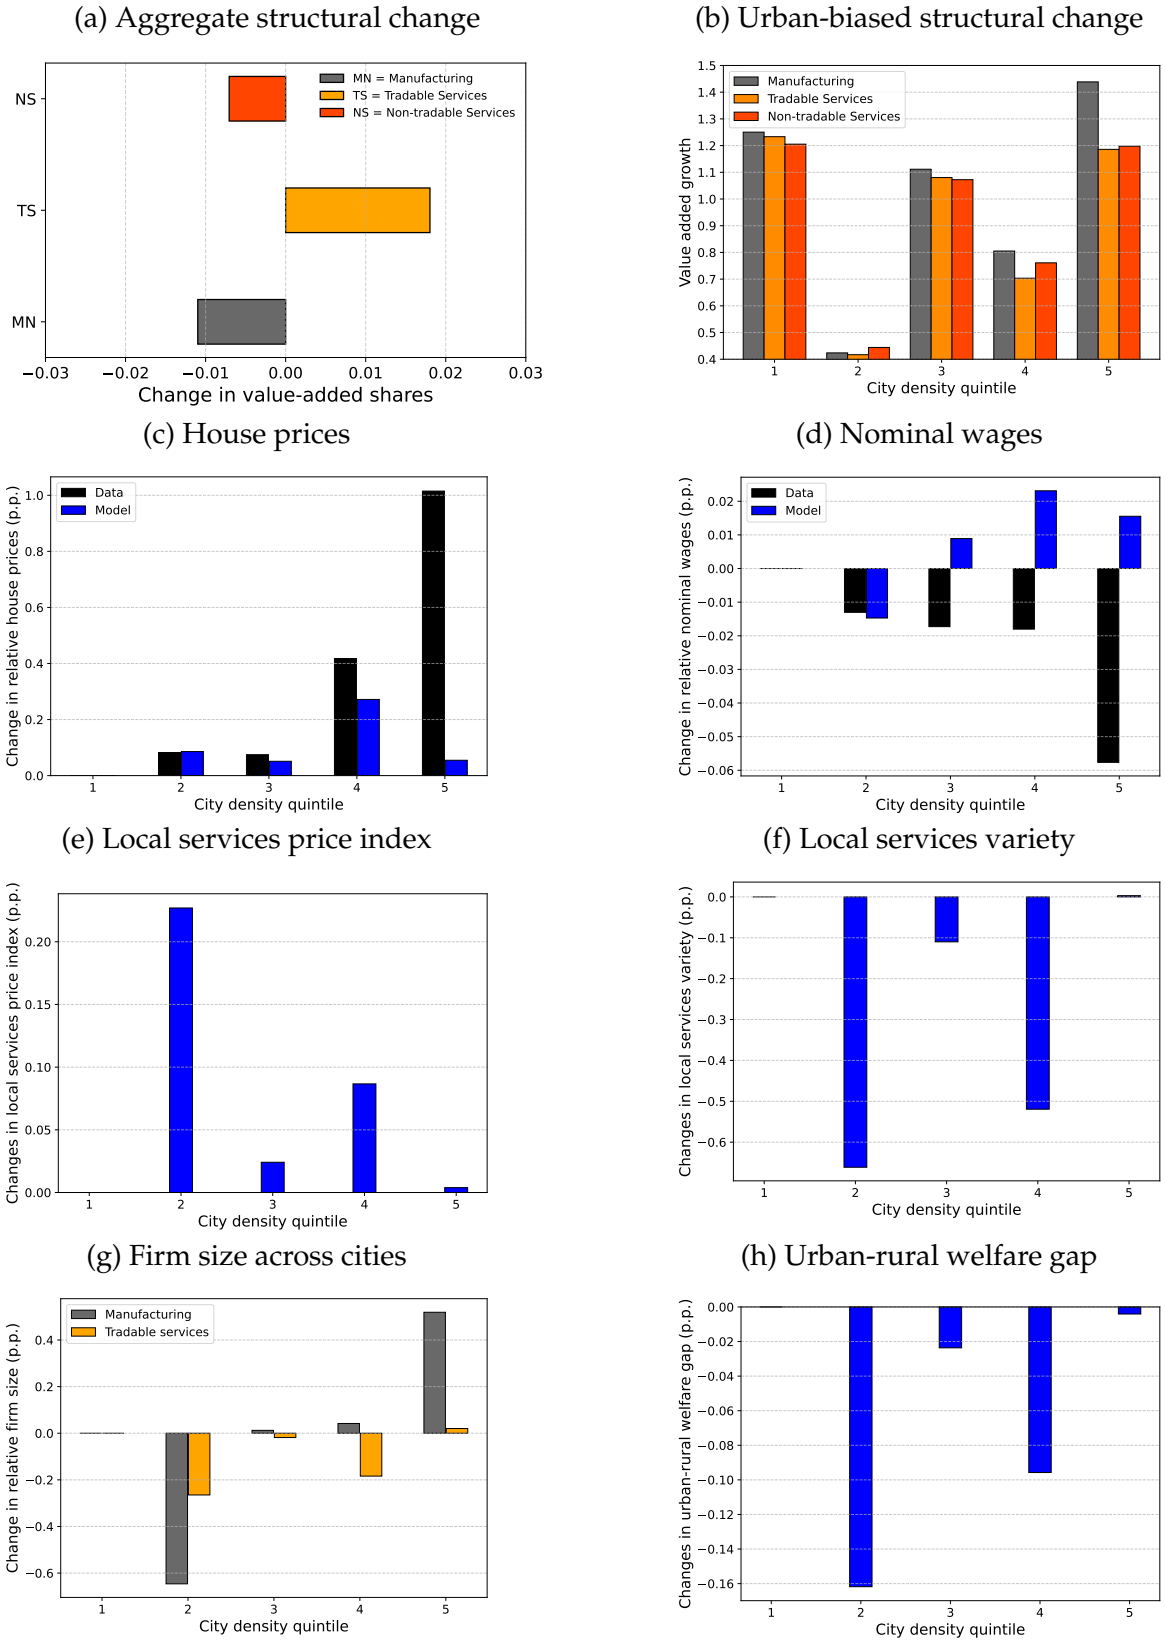 (a) Aggregate structural change
NS
TS
MN
MN = Manufacturing
TS = Tradable Services
NS = Non-tradable Services
−0.03 −0.02 −0.01 0.00 0.01 0.02 0.03
Change in value-added shares
(b) Urban-biased structural change
Value added growth
1.5
1.4
1.3
1.2
1.1
1.0
0.9
0.8
0.7
0.6
0.5
0.4
Manufacturing
Tradable Services
Non-tradable Services
1 2 3 4 5
City density quintile
(c) House prices
Change in relative house prices (p.p.)
1.0
0.8
0.6
0.4
0.2
0.0
Data
Model
1 2 3 4 5
City density quintile
(d) Nominal wages
Change in relative nominal wages (p.p.)
0.02
0.01
0.00
−0.01
−0.02
−0.03
−0.04
−0.05
−0.06
Data
Model
1 2 3 4 5
City density quintile
(e) Local services price index
Changes in local services price index (p.p.)
0.20
0.15
0.10
0.05
0.00
1 2 3 4 5
City density quintile
(f) Local services variety
Changes in local services variety (p.p.)
0.0
−0.1
−0.2
−0.3
−0.4
−0.5
−0.6
1 2 3 4 5
City density quintile
(g) Firm size across cities
Change in relative firm size (p.p.)
0.4
0.2
0.0
−0.2
−0.4
−0.6
Manufacturing
Tradable services
1 2 3 4 5
City density quintile
(h) Urban-rural welfare gap
Changes in urban-rural welfare gap (p.p.)
0.00
−0.02
−0.04
−0.06
−0.08
−0.10
−0.12
−0.14
−0.16
1 2 3 4 5
City density quintile